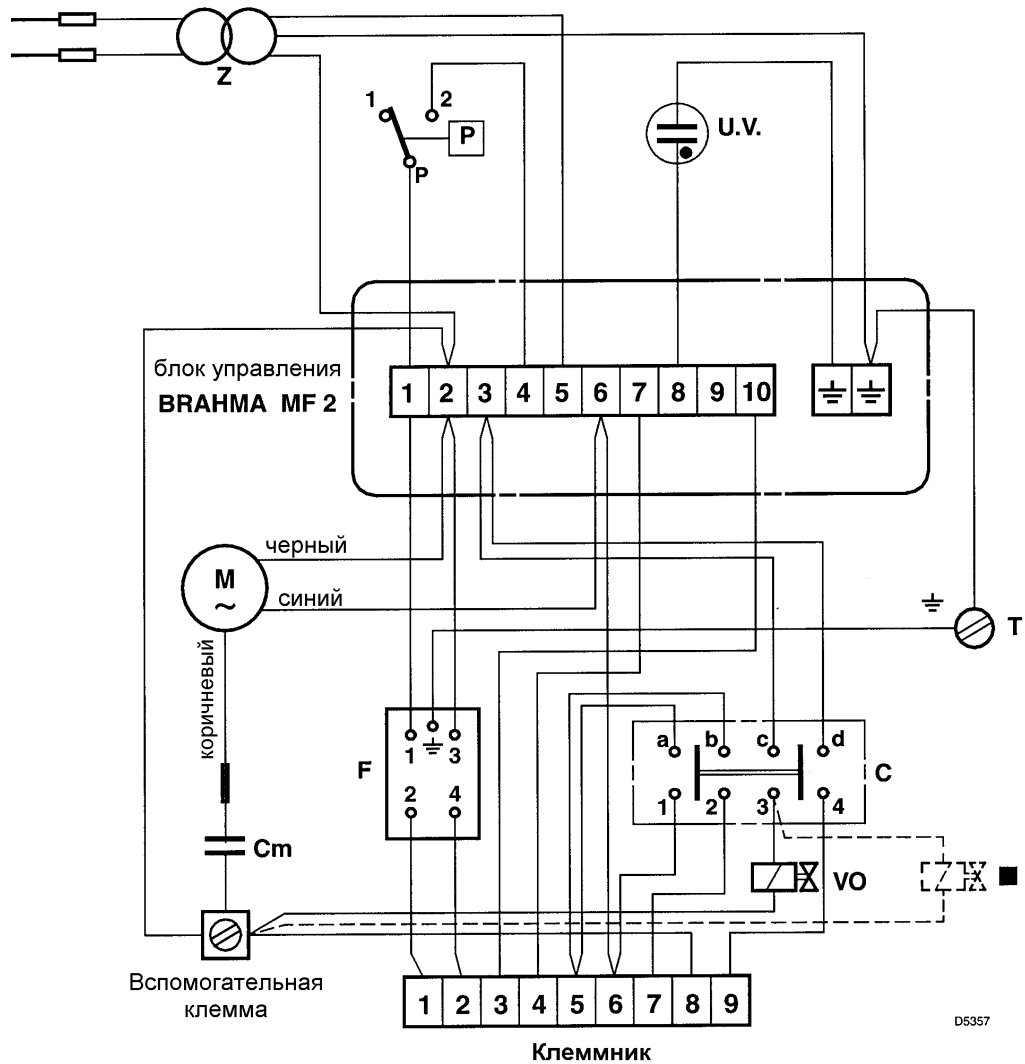 Z
1
2
P
P
U.V.
блок управления
BRAHMA MF 2
1 2 3 4 5 6 7 8 9 10
черный
M
~
синий
T
коричневый
F
1 3
2 4
a b c d
C
1 2 3 4
Cm
VO
Вспомогательная
клемма
1 2 3 4 5 6 7 8 9
D5357
Клеммник